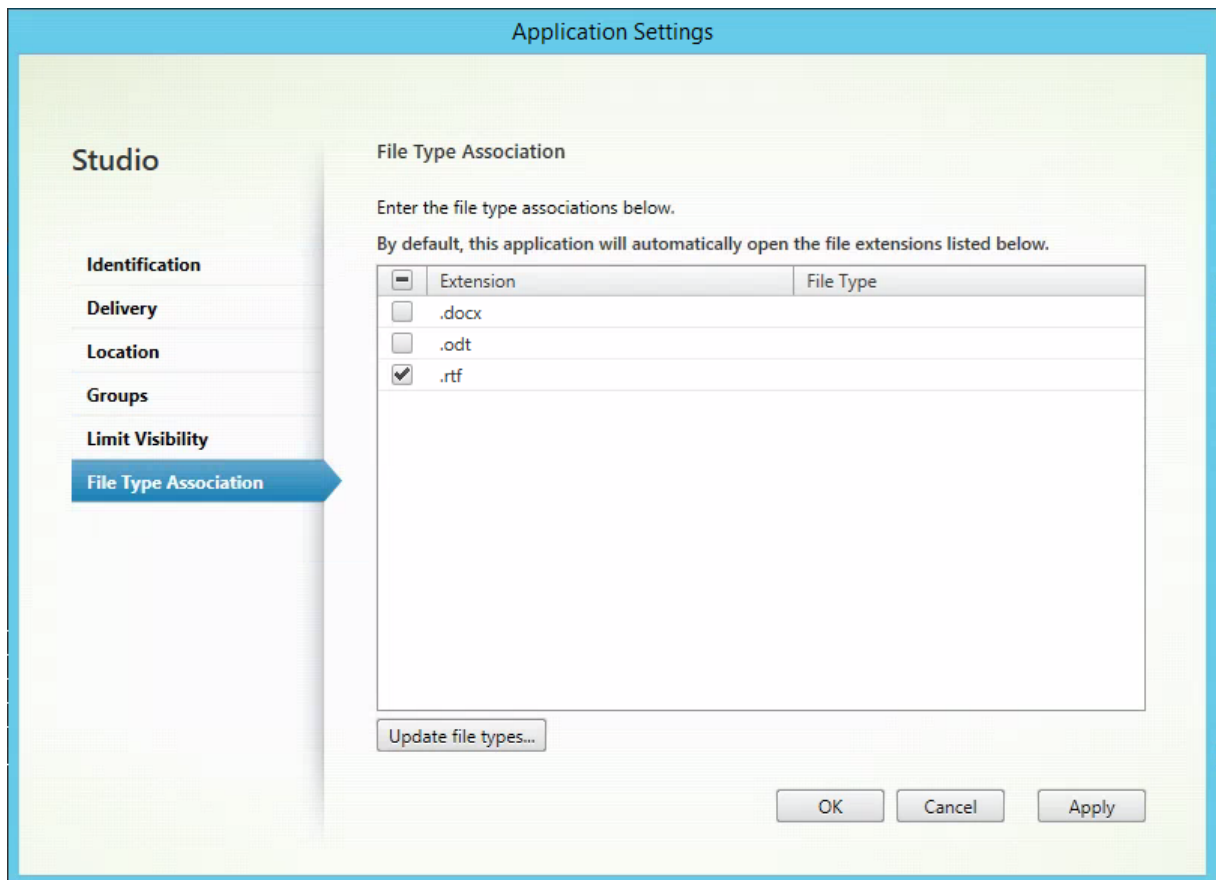 Application Settings
Studio
Identification
Delivery
Location
Groups
Limit Visibility
File Type Association
File Type Association
Enter the file type associations below.
By default, this application will automatically open the file extensions listed below.
Extension File Type
.docx
.odt
.rtf
Update file types...
OK Cancel Apply